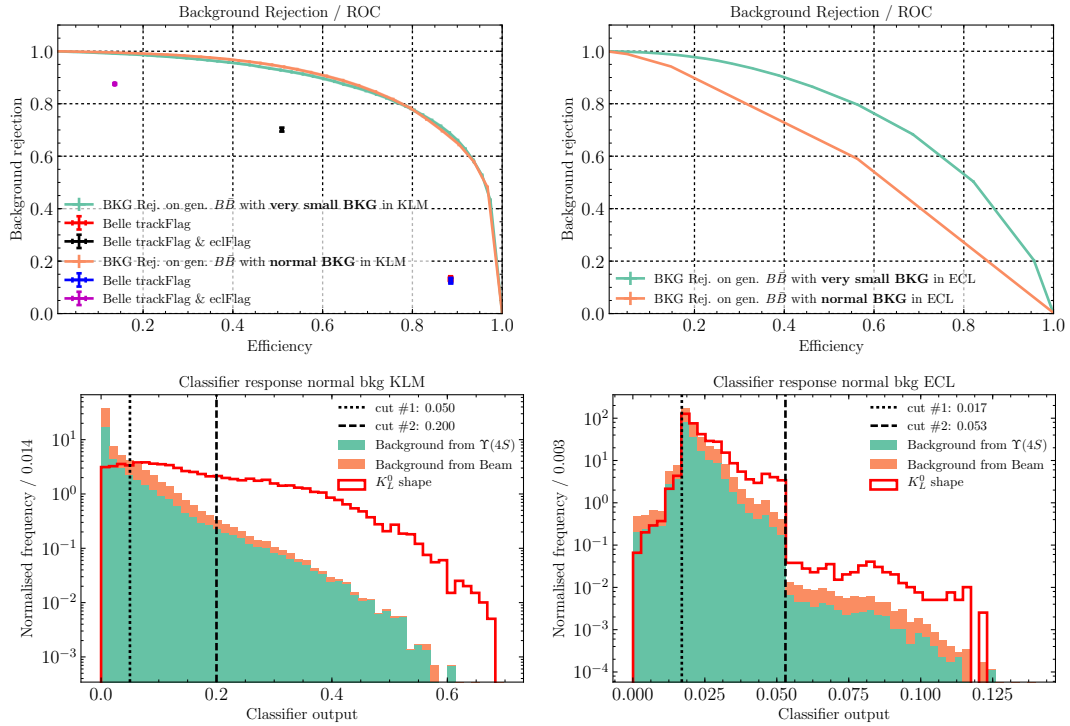 Background Rejection / ROC
1.0
0.8
0.6
0.4
0.2
0.0
Background rejection
BKG Rej. on gen. BB̄ with very small BKG in KLM
Belle trackFlag
Belle trackFlag & eclFlag
BKG Rej. on gen. BB̄ with normal BKG in KLM
Belle trackFlag
Belle trackFlag & eclFlag
0.2 0.4 0.6 0.8 1.0
Efficiency
Background Rejection / ROC
1.0
0.8
0.6
0.4
0.2
0.0
Background rejection
BKG Rej. on gen. BB̄ with very small BKG in ECL
BKG Rej. on gen. BB̄ with normal BKG in ECL
0.2 0.4 0.6 0.8 1.0
Efficiency
Classifier response normal bkg KLM
10¹
10⁰
10⁻¹
10⁻²
10⁻³
Normalised frequency / 0.014
cut #1: 0.050
cut #2: 0.200
Background from Υ(4S)
Background from Beam
K_L^0 shape
0.0 0.2 0.4 0.6
Classifier output
Classifier response normal bkg ECL
10²
10¹
10⁰
10⁻¹
10⁻²
10⁻³
10⁻⁴
Normalised frequency / 0.003
cut #1: 0.017
cut #2: 0.053
Background from Υ(4S)
Background from Beam
K_L^0 shape
0.000 0.025 0.050 0.075 0.100 0.125
Classifier output